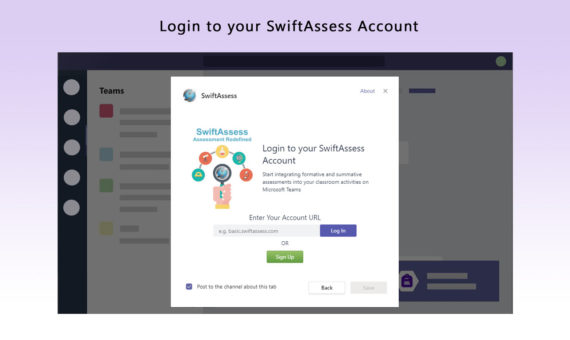 Login to your SwiftAssess Account
Teams
SwiftAssess
About
SwiftAssess
Assessment Redefined
Login to your SwiftAssess
Account
Start integrating formative and summative
assessments into your classroom activities on
Microsoft Teams
Enter Your Account URL
e.g. basic.swiftassess.com
Log In
OR
Sign Up
Post to the channel about this tab
Back
Save